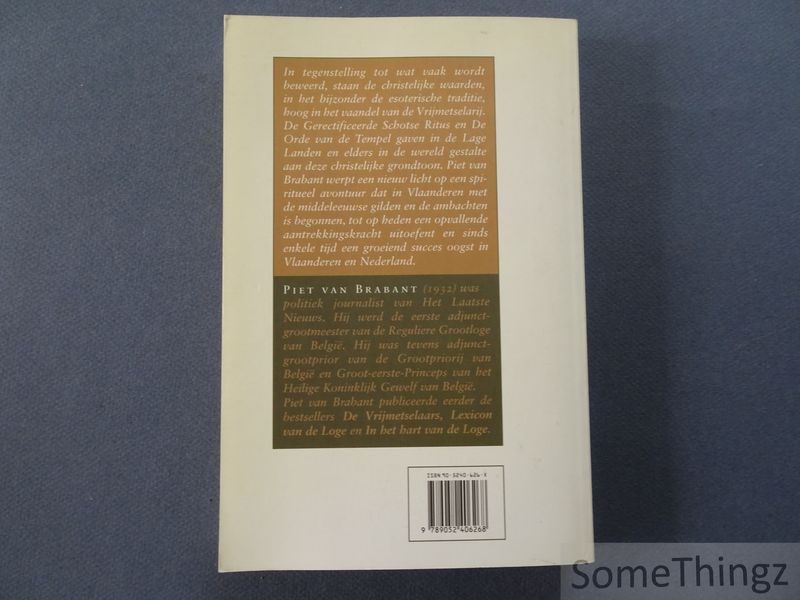 In tegenstelling tot wat vaak wordt
beweerd, staan de christelijke waarden,
in het bijzonder de esoterische traditie,
hoog in het vaandel van de Vrijmetselarij.
De Gerectificeerde Schotse Ritus en De
Orde van de Tempel gaven in de Lage
Landen en elders in de wereld gestalte
aan deze christelijke grondtoon. Piet van
Brabant werpt een nieuw licht op een spi-
ritueel avontuur dat in Vlaanderen met
de middeleeuwse gilden en de ambachten
is begonnen, tot op heden een opvallende
aantrekkingskracht uitoefent en sinds
enkele tijd een groeiend succes oogst in
Vlaanderen en Nederland.
PIET VAN BRABANT (1932) was
politiek journalist van Het Laatste
Nieuws. Hij werd de eerste adjunct-
grootmeester van de Reguliere Grootloge
van België. Hij was tevens adjunct-
grootprior van de Grootpriorij van
België en Groot-eerste-Princeps van het
Heilige Koninklijk Gewelf van België.
Piet van Brabant publiceerde eerder de
bestsellers De Vrijmetselaars, Lexicon
van de Loge en In het hart van de Loge.
ISBN 90-5240-626-X
9 789052 406268
SomeThingz